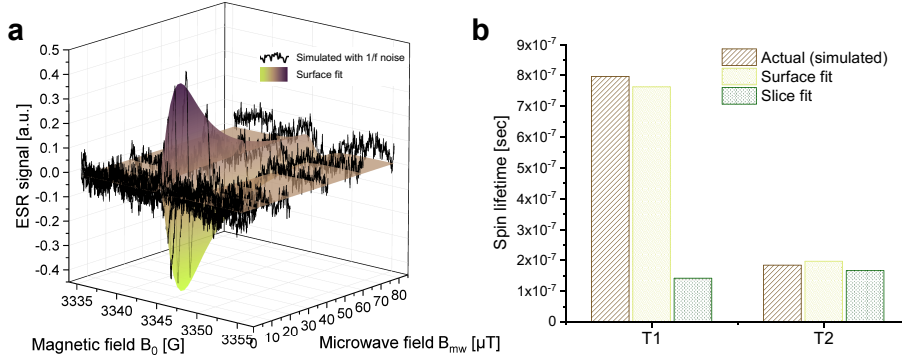 a
0.5
0.4
0.3
0.2
0.1
0.0
-0.1
-0.2
-0.3
-0.4
ESR signal [a.u.]
Simulated with 1/f noise
Surface fit
3335
3340
3345
3350
3355
Magnetic field B₀ [G]
0 10 20 30 40 50 60 70 80
Microwave field Bₘw [µT]
b
9x10⁻⁷
8x10⁻⁷
7x10⁻⁷
6x10⁻⁷
5x10⁻⁷
4x10⁻⁷
3x10⁻⁷
2x10⁻⁷
1x10⁻⁷
0
Spin lifetime [sec]
Actual (simulated)
Surface fit
Slice fit
T1
T2